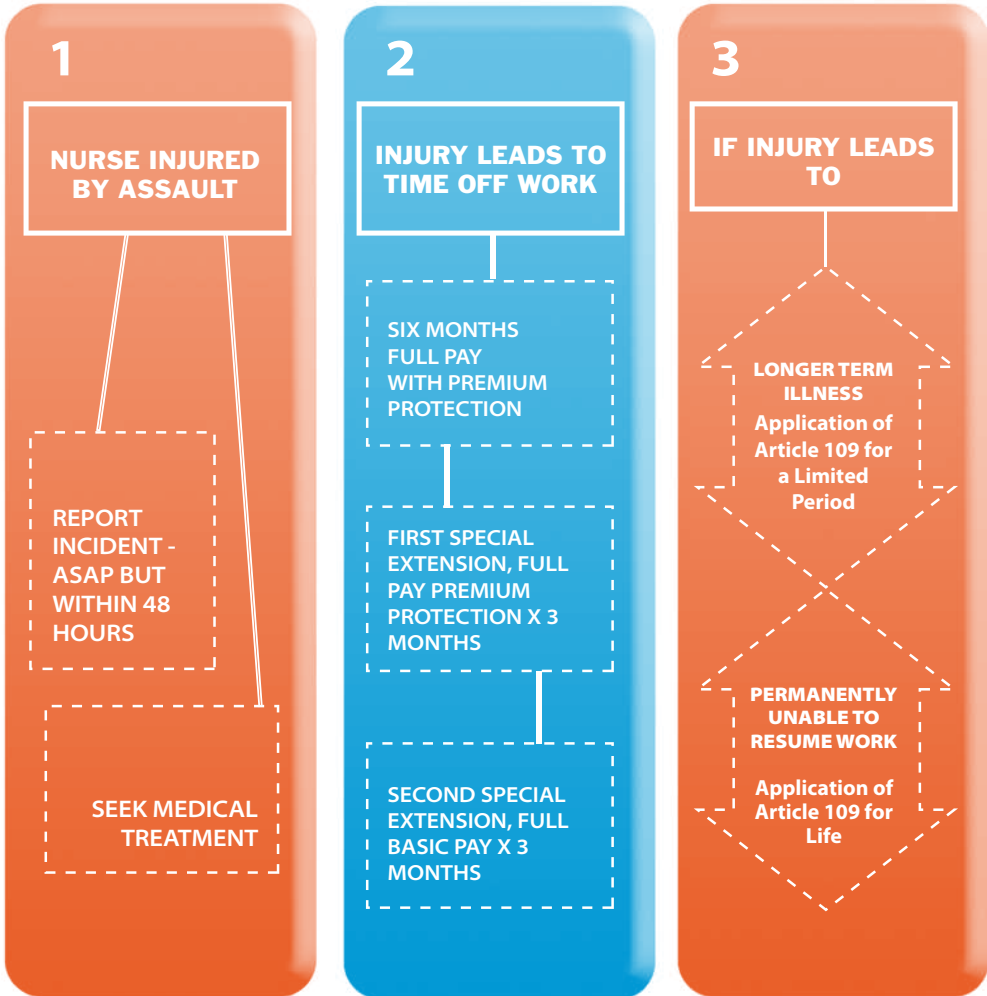 1
NURSE INJURED
BY ASSAULT
REPORT
INCIDENT -
ASAP BUT
WITHIN 48
HOURS
SEEK MEDICAL
TREATMENT
2
INJURY LEADS TO
TIME OFF WORK
SIX MONTHS
FULL PAY
WITH PREMIUM
PROTECTION
FIRST SPECIAL
EXTENSION, FULL
PAY PREMIUM
PROTECTION X 3
MONTHS
SECOND SPECIAL
EXTENSION, FULL
BASIC PAY X 3
MONTHS
3
IF INJURY LEADS
TO
LONGER TERM
ILLNESS
Application of
Article 109 for
a Limited
Period
PERMANENTLY
UNABLE TO
RESUME WORK
Application of
Article 109 for
Life